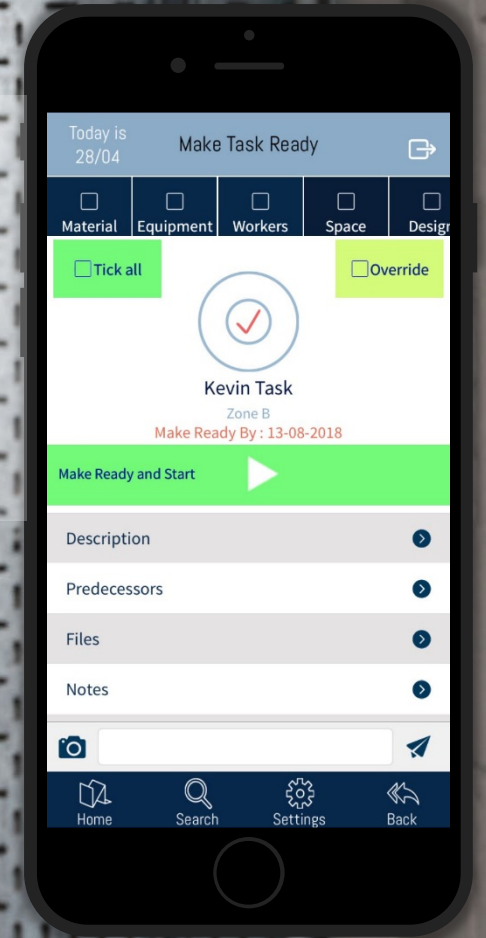 Today is
28/04
Make Task Ready
Material Equipment Workers Space Design
Tick all
Override
Kevin Task
Zone B
Make Ready By : 13-08-2018
Make Ready and Start
Description
Predecessors
Files
Notes
Home Search Settings Back